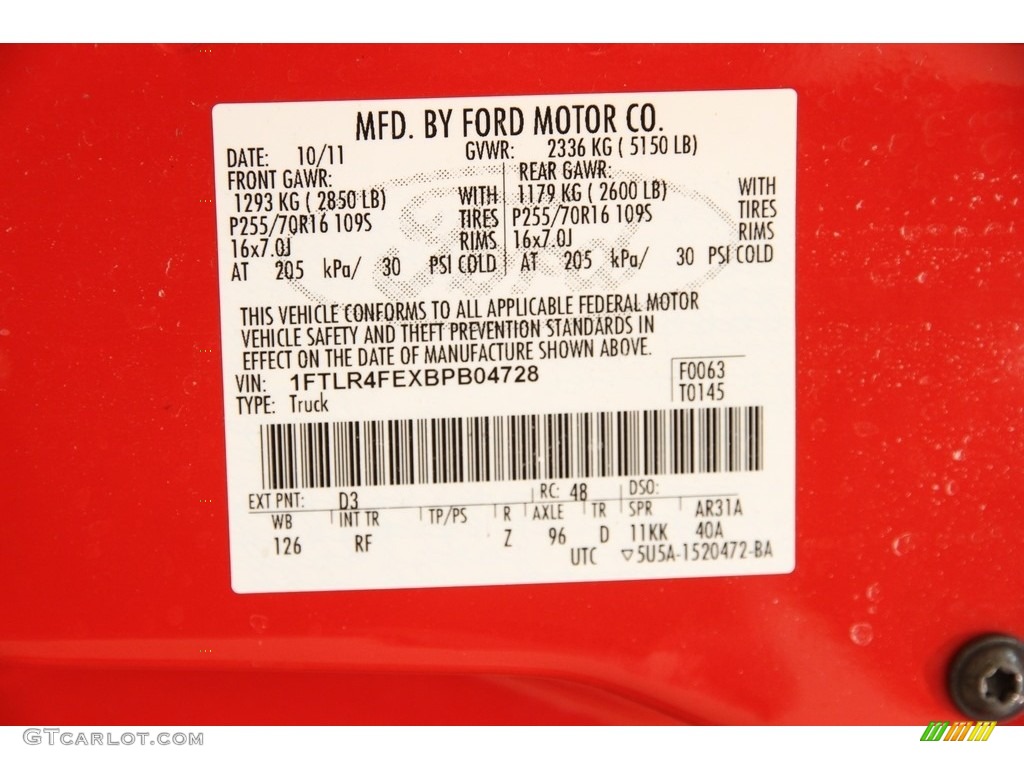 MFD. BY FORD MOTOR CO.
DATE: 10/11 GVWR: 2336 KG ( 5150 LB)
FRONT GAWR: REAR GAWR:
1293 KG ( 2850 LB) WITH 1179 KG ( 2600 LB) WITH
P255/70R16 109S TIRES P255/70R16 109S TIRES
16x7.0J RIMS 16x7.0J RIMS
AT 205 kPa/ 30 PSI COLD AT 205 kPa/ 30 PSI COLD
THIS VEHICLE CONFORMS TO ALL APPLICABLE FEDERAL MOTOR
VEHICLE SAFETY AND THEFT PREVENTION STANDARDS IN
EFFECT ON THE DATE OF MANUFACTURE SHOWN ABOVE.
VIN: 1FTLR4FEXBPB04728 F0063
TYPE: Truck T0145
EXT PNT: D3 RC: 48 DSO:
WB INT TR TP/PS R AXLE TR SPR AR31A
126 RF Z 96 D 11KK 40A
UTC ▽5U5A-1520472-BA
GTcarlot.com